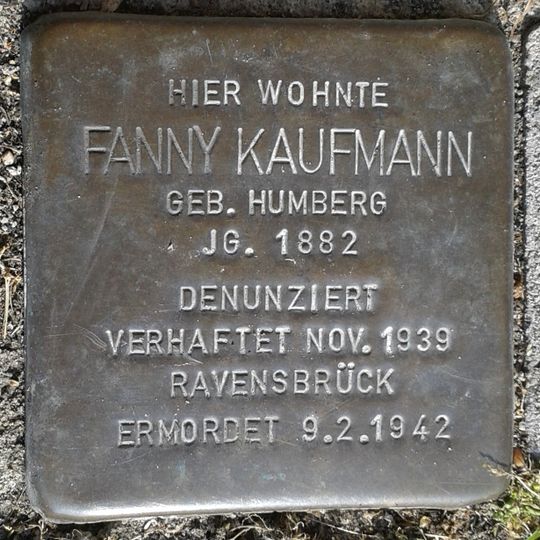 HIER WOHNTE
FANNY KAUFMANN
GEB. HUMBERG
JG. 1882
DENUNZIERT
VERHAFTET NOV. 1939
RAVENSBRÜCK
ERMORDET 9.2.1942